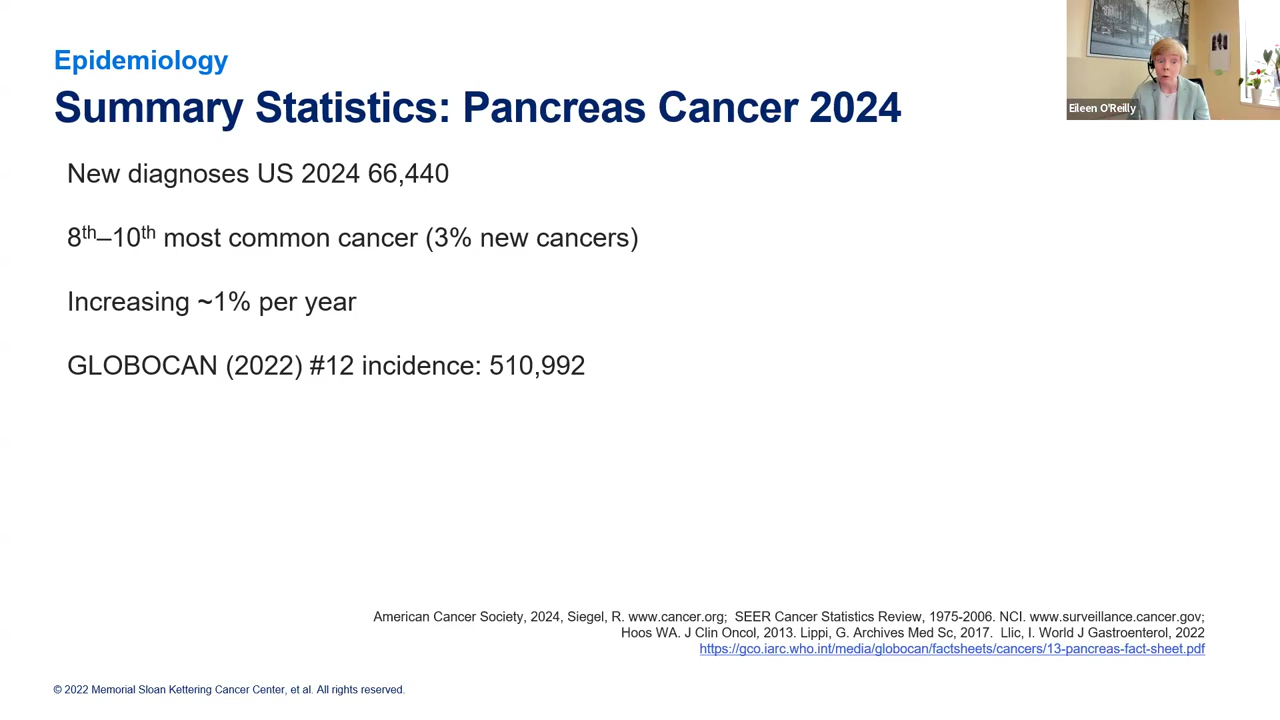 Epidemiology
Summary Statistics: Pancreas Cancer 2024
Eileen O'Reilly
New diagnoses US 2024 66,440
8th–10th most common cancer (3% new cancers)
Increasing ~1% per year
GLOBOCAN (2022) #12 incidence: 510,992
American Cancer Society, 2024, Siegel, R. www.cancer.org;  SEER Cancer Statistics Review, 1975-2006. NCI. www.surveillance.cancer.gov;
Hoos WA. J Clin Oncol, 2013. Lippi, G. Archives Med Sc, 2017.  Llic, I. World J Gastroenterol, 2022
https://gco.iarc.who.int/media/globocan/factsheets/cancers/13-pancreas-fact-sheet.pdf
© 2022 Memorial Sloan Kettering Cancer Center, et al. All rights reserved.